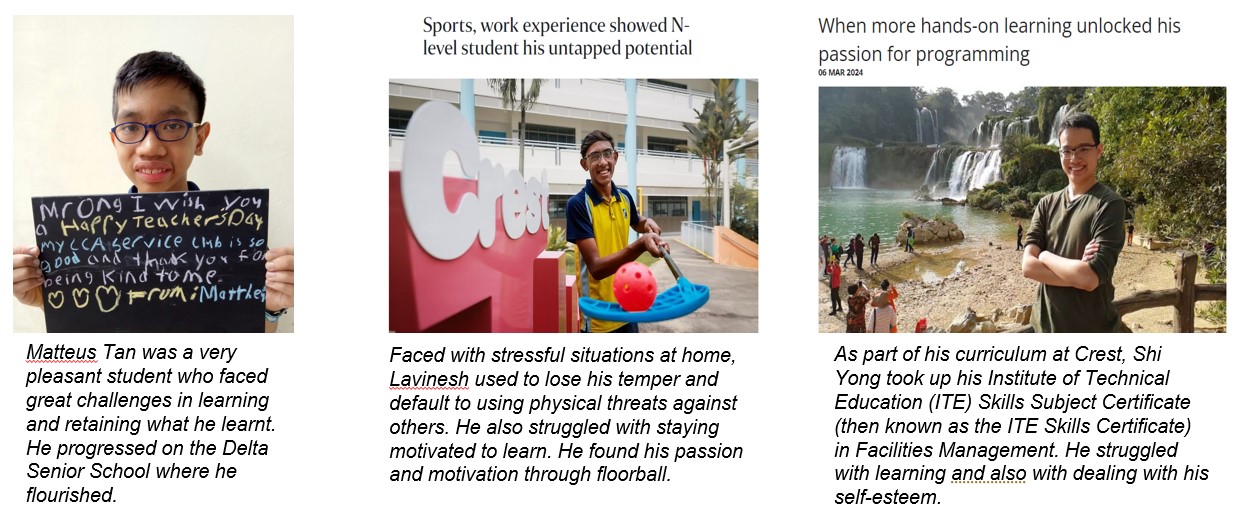 Mr Ong I wish you
a Happy Teacher's Day
my CCA service club is so
good and thank you for
being kind to me.
From: Matthe
Matteus Tan was a very
pleasant student who faced
great challenges in learning
and retaining what he learnt.
He progressed on the Delta
Senior School where he
flourished.
Sports, work experience showed N-
level student his untapped potential
Crest
Faced with stressful situations at home,
Lavinesh used to lose his temper and
default to using physical threats against
others. He also struggled with staying
motivated to learn. He found his passion
and motivation through floorball.
When more hands-on learning unlocked his
passion for programming
06 MAR 2024
As part of his curriculum at Crest, Shi
Yong took up his Institute of Technical
Education (ITE) Skills Subject Certificate
(then known as the ITE Skills Certificate)
in Facilities Management. He struggled
with learning and also with dealing with his
self-esteem.